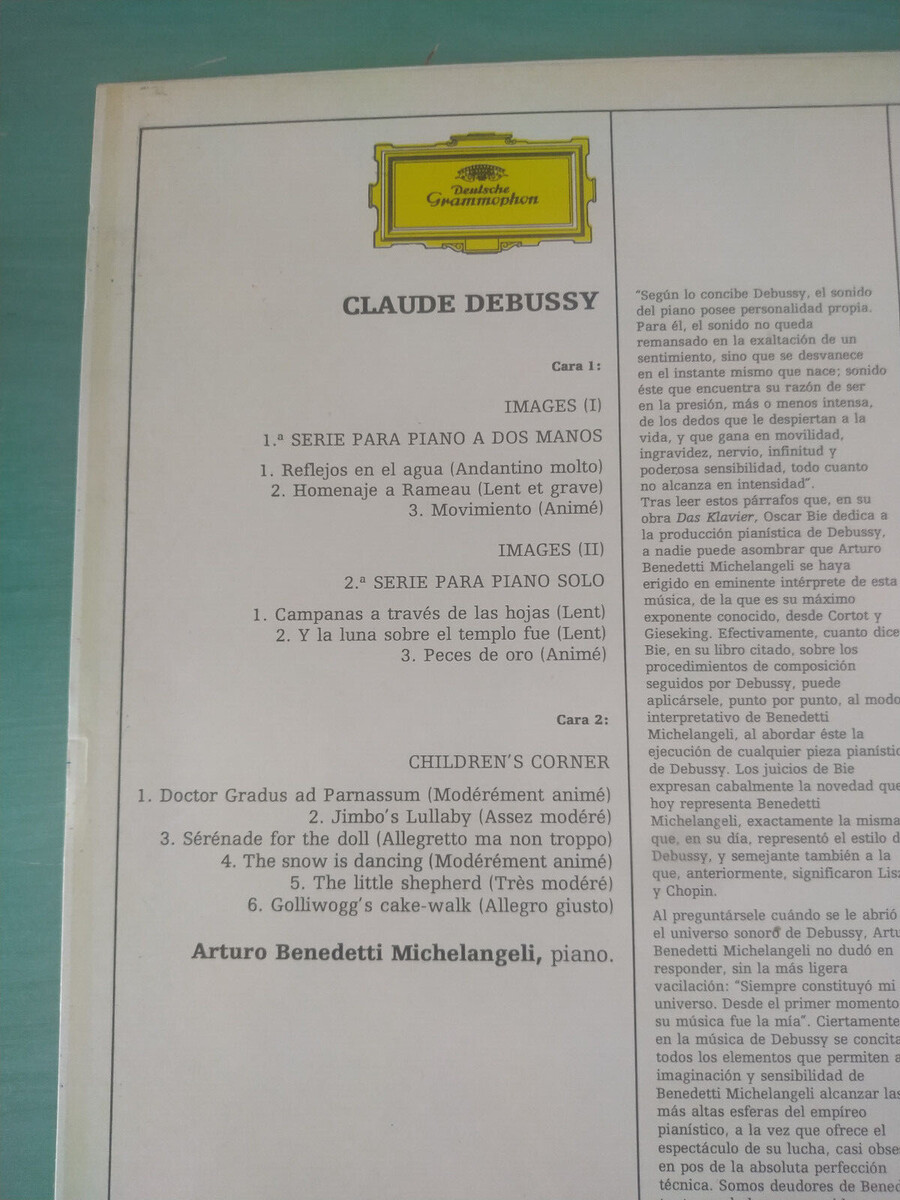 Deutsche
Grammophon
CLAUDE DEBUSSY
Cara 1:
IMAGES (I)
1.ª SERIE PARA PIANO A DOS MANOS
1. Reflejos en el agua (Andantino molto)
2. Homenaje a Rameau (Lent et grave)
3. Movimiento (Animé)
IMAGES (II)
2.ª SERIE PARA PIANO SOLO
1. Campanas a través de las hojas (Lent)
2. Y la luna sobre el templo fue (Lent)
3. Peces de oro (Animé)
Cara 2:
CHILDREN'S CORNER
1. Doctor Gradus ad Parnassum (Modérément animé)
2. Jimbo's Lullaby (Assez modéré)
3. Sérénade for the doll (Allegretto ma non troppo)
4. The snow is dancing (Modérément animé)
5. The little shepherd (Très modéré)
6. Golliwogg's cake-walk (Allegro giusto)
Arturo Benedetti Michelangeli, piano.
"Según lo concibe Debussy, el sonido
del piano posee personalidad propia.
Para él, el sonido no queda
remansado en la exaltación de un
sentimiento, sino que se desvanece
en el instante mismo que nace; sonido
éste que encuentra su razón de ser
en la presión, más o menos intensa,
de los dedos que le despiertan a la
vida, y que gana en movilidad,
ingravidez, nervio, infinitud y
poderosa sensibilidad, todo cuanto
no alcanza en intensidad".
Tras leer estos párrafos que, en su
obra Das Klavier, Oscar Bie dedica a
la producción pianística de Debussy,
a nadie puede asombrar que Arturo
Benedetti Michelangeli se haya
erigido en eminente intérprete de esta
música, de la que es su máximo
exponente conocido, desde Cortot y
Gieseking. Efectivamente, cuanto dice
Bie, en su libro citado, sobre los
procedimientos de composición
seguidos por Debussy, puede
aplicársele, punto por punto, al modo
interpretativo de Benedetti
Michelangeli, al abordar éste la
ejecución de cualquier pieza
de Debussy. Los juicios de Bie
expresan cabalmente la novedad que
hoy representa Benedetti
Michelangeli, exactamente la misma
que, en su día, representó el estilo
Debussy, y semejante también a la
que, anteriormente, significaron
y Chopin.
Al preguntársele cuándo se le abrió
el universo sonoro de Debussy,
Benedetti Michelangeli no dudó en
responder, sin la más ligera
vacilación: "Siempre constituyó mi
universo. Desde el primer momento
su música fue la mía". Ciertamente
en la música de Debussy se
todos los elementos que permiten
imaginación y sensibilidad de
Benedetti Michelangeli alcanzar
más altas esferas del empíreo
pianístico, a la vez que ofrece el
espectáculo de su lucha, casi
en pos de la absoluta perfección
técnica. Somos deudores de